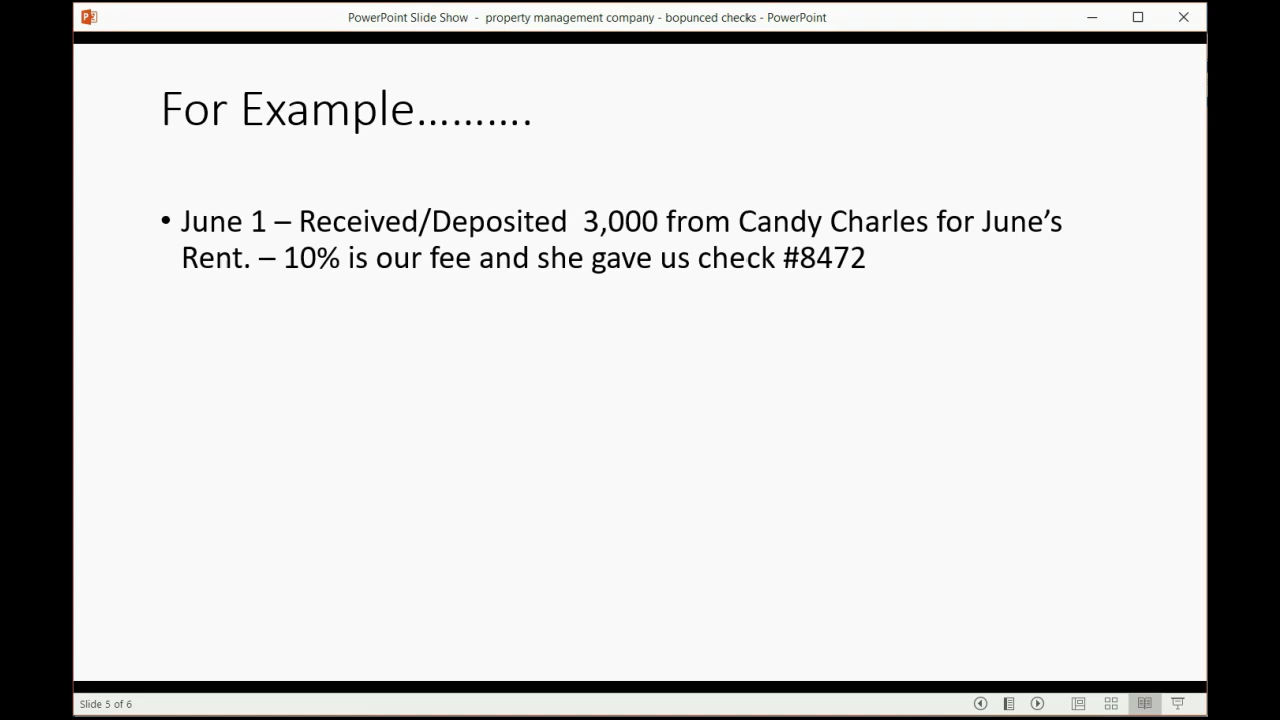 PowerPoint Slide Show - property management company - bopunced checks - PowerPoint
For Example……….
• June 1 – Received/Deposited  3,000 from Candy Charles for June’s
Rent. – 10% is our fee and she gave us check #8472
Slide 5 of 6